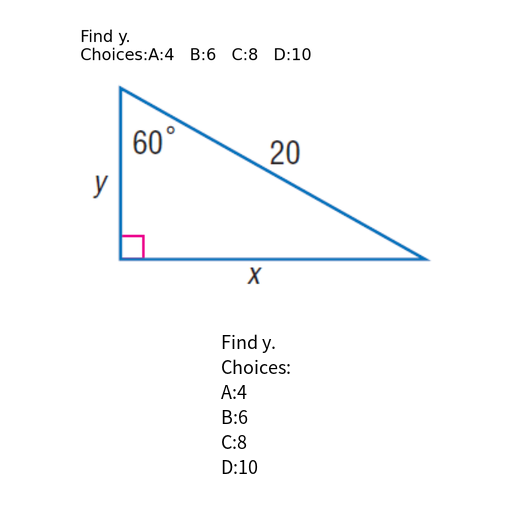 Find y.
Choices:A:4   B:6   C:8   D:10
60°
20
y
x
Find y.
Choices:
A:4
B:6
C:8
D:10